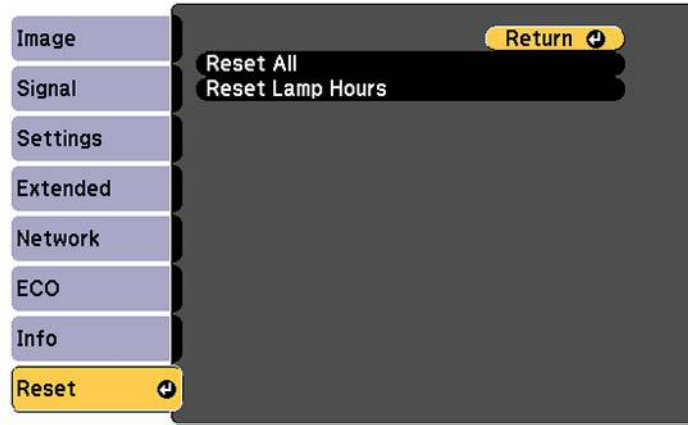 Image
Signal
Settings
Extended
Network
ECO
Info
Reset
Return
Reset All
Reset Lamp Hours